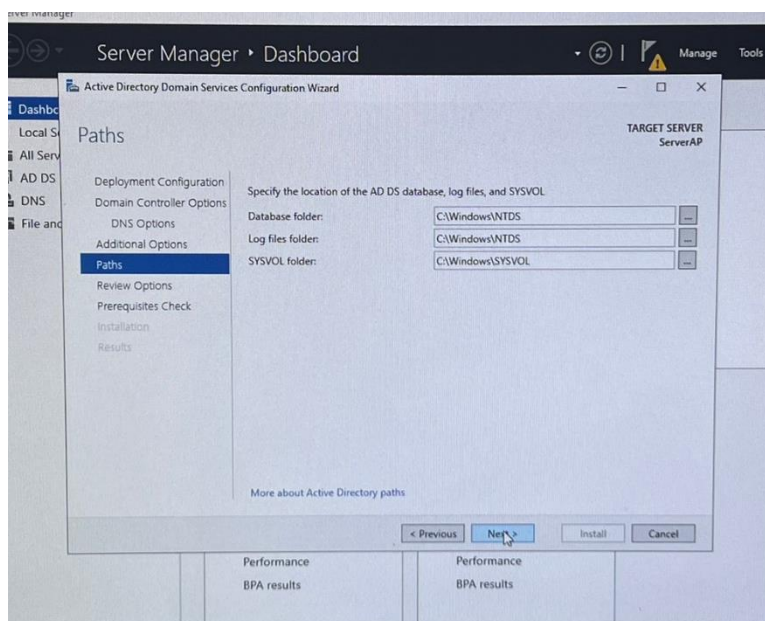 Server Manager
Server Manager ‣ Dashboard
Manage
Tools
Active Directory Domain Services Configuration Wizard
Paths
TARGET SERVER
ServerAP
Local
All
AD DS
DNS
File and
Deployment Configuration
Domain Controller Options
DNS Options
Additional Options
Paths
Review Options
Prerequisites Check
Installation
Results
Specify the location of the AD DS database, log files, and SYSVOL
Database folder: C:\Windows\NTDS ...
Log files folder: C:\Windows\NTDS ...
SYSVOL folder: C:\Windows\SYSVOL ...
More about Active Directory paths
< Previous
Next >
Install
Cancel
Performance
Performance
BPA results
BPA results